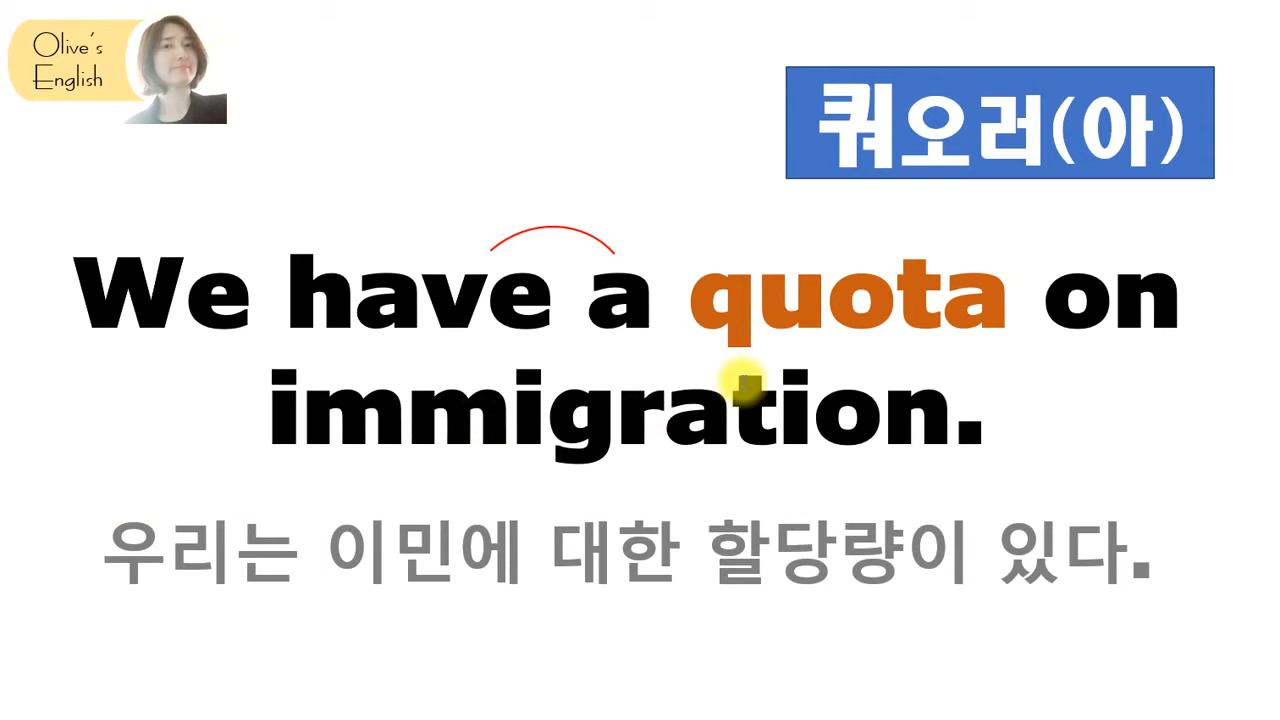 Olive's
English
쿼오러(아)
We have a quota on
immigration.
우리는 이민에 대한 할당량이 있다.